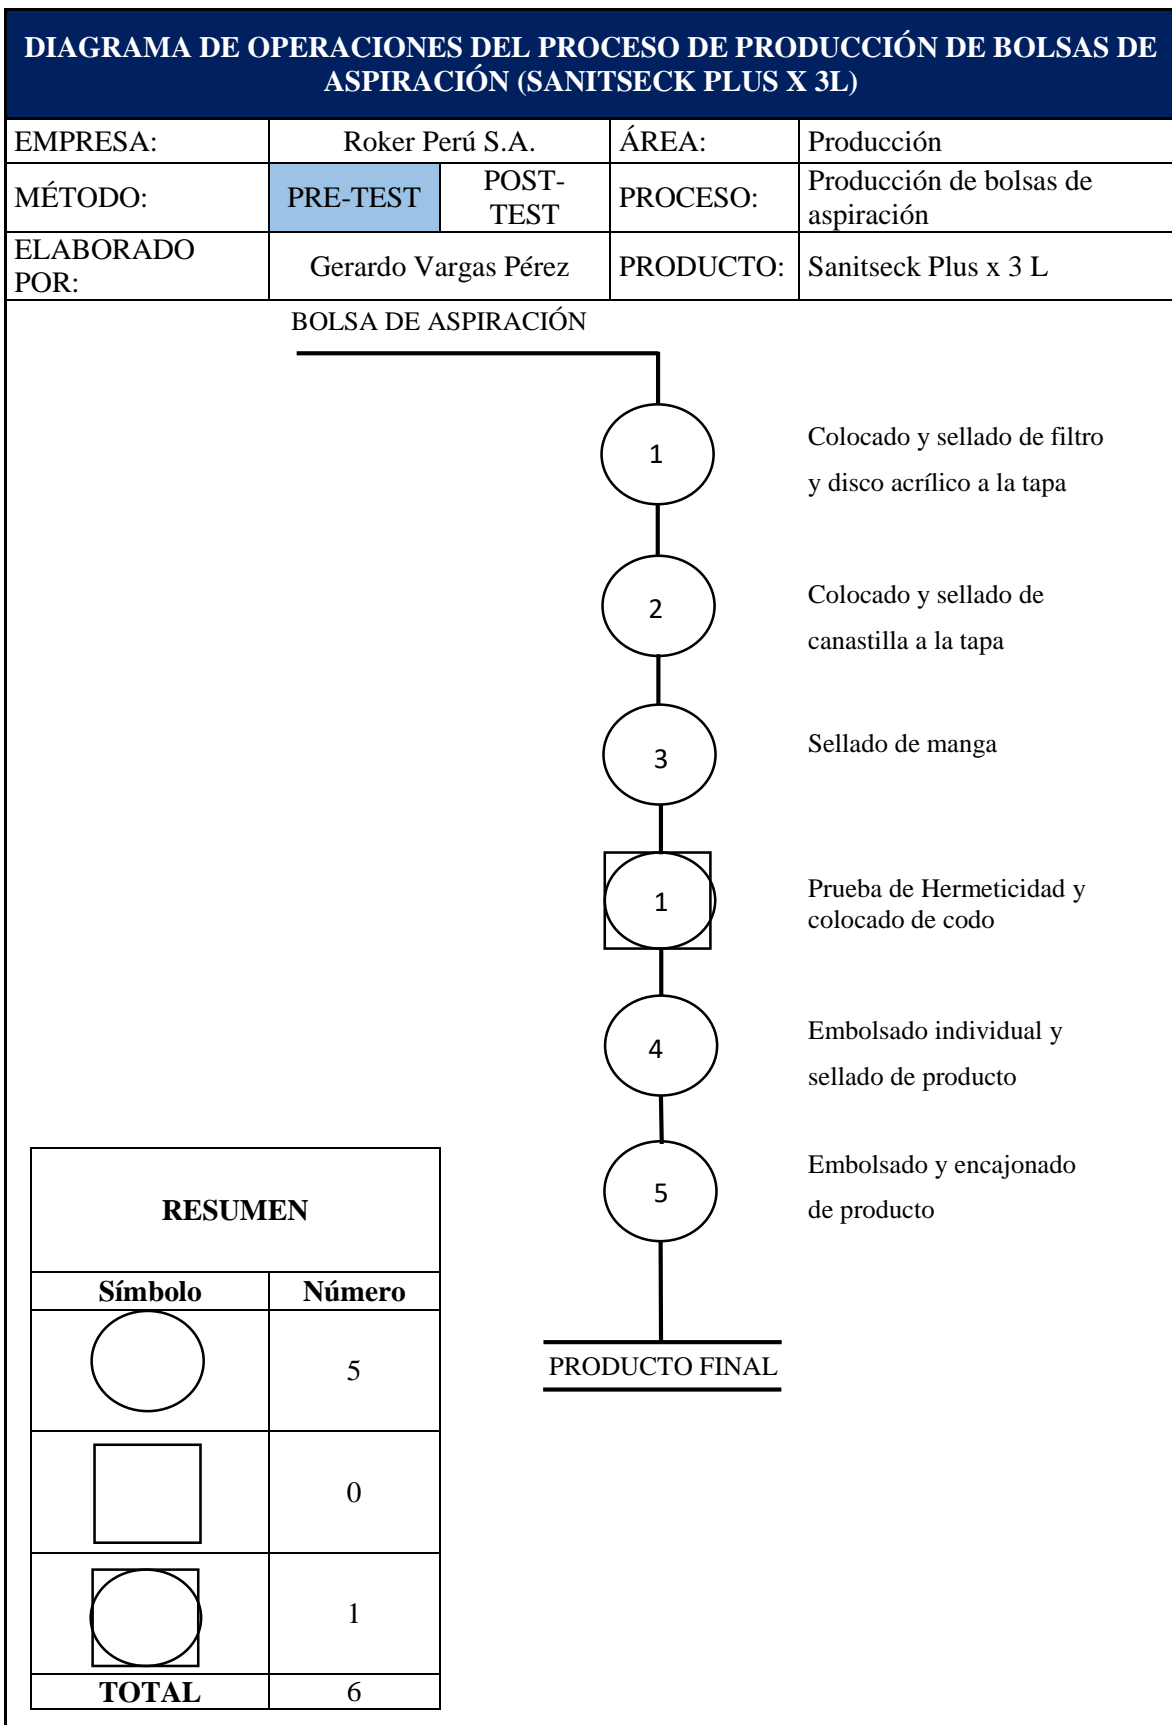 DIAGRAMA DE OPERACIONES DEL PROCESO DE PRODUCCIÓN DE BOLSAS DE
ASPIRACIÓN (SANITSECK PLUS X 3L)
EMPRESA:
Roker Perú S.A.
ÁREA:
Producción
MÉTODO:
PRE-TEST
POST-
TEST
PROCESO:
Producción de bolsas de
aspiración
ELABORADO
POR:
Gerardo Vargas Pérez
PRODUCTO:
Sanitseck Plus x 3 L
BOLSA DE ASPIRACIÓN
1
Colocado y sellado de filtro
y disco acrílico a la tapa
2
Colocado y sellado de
canastilla a la tapa
3
Sellado de manga
1
Prueba de Hermeticidad y
colocado de codo
4
Embolsado individual y
sellado de producto
5
Embolsado y encajonado
de producto
PRODUCTO FINAL
RESUMEN
Símbolo
Número
5
0
1
TOTAL
6